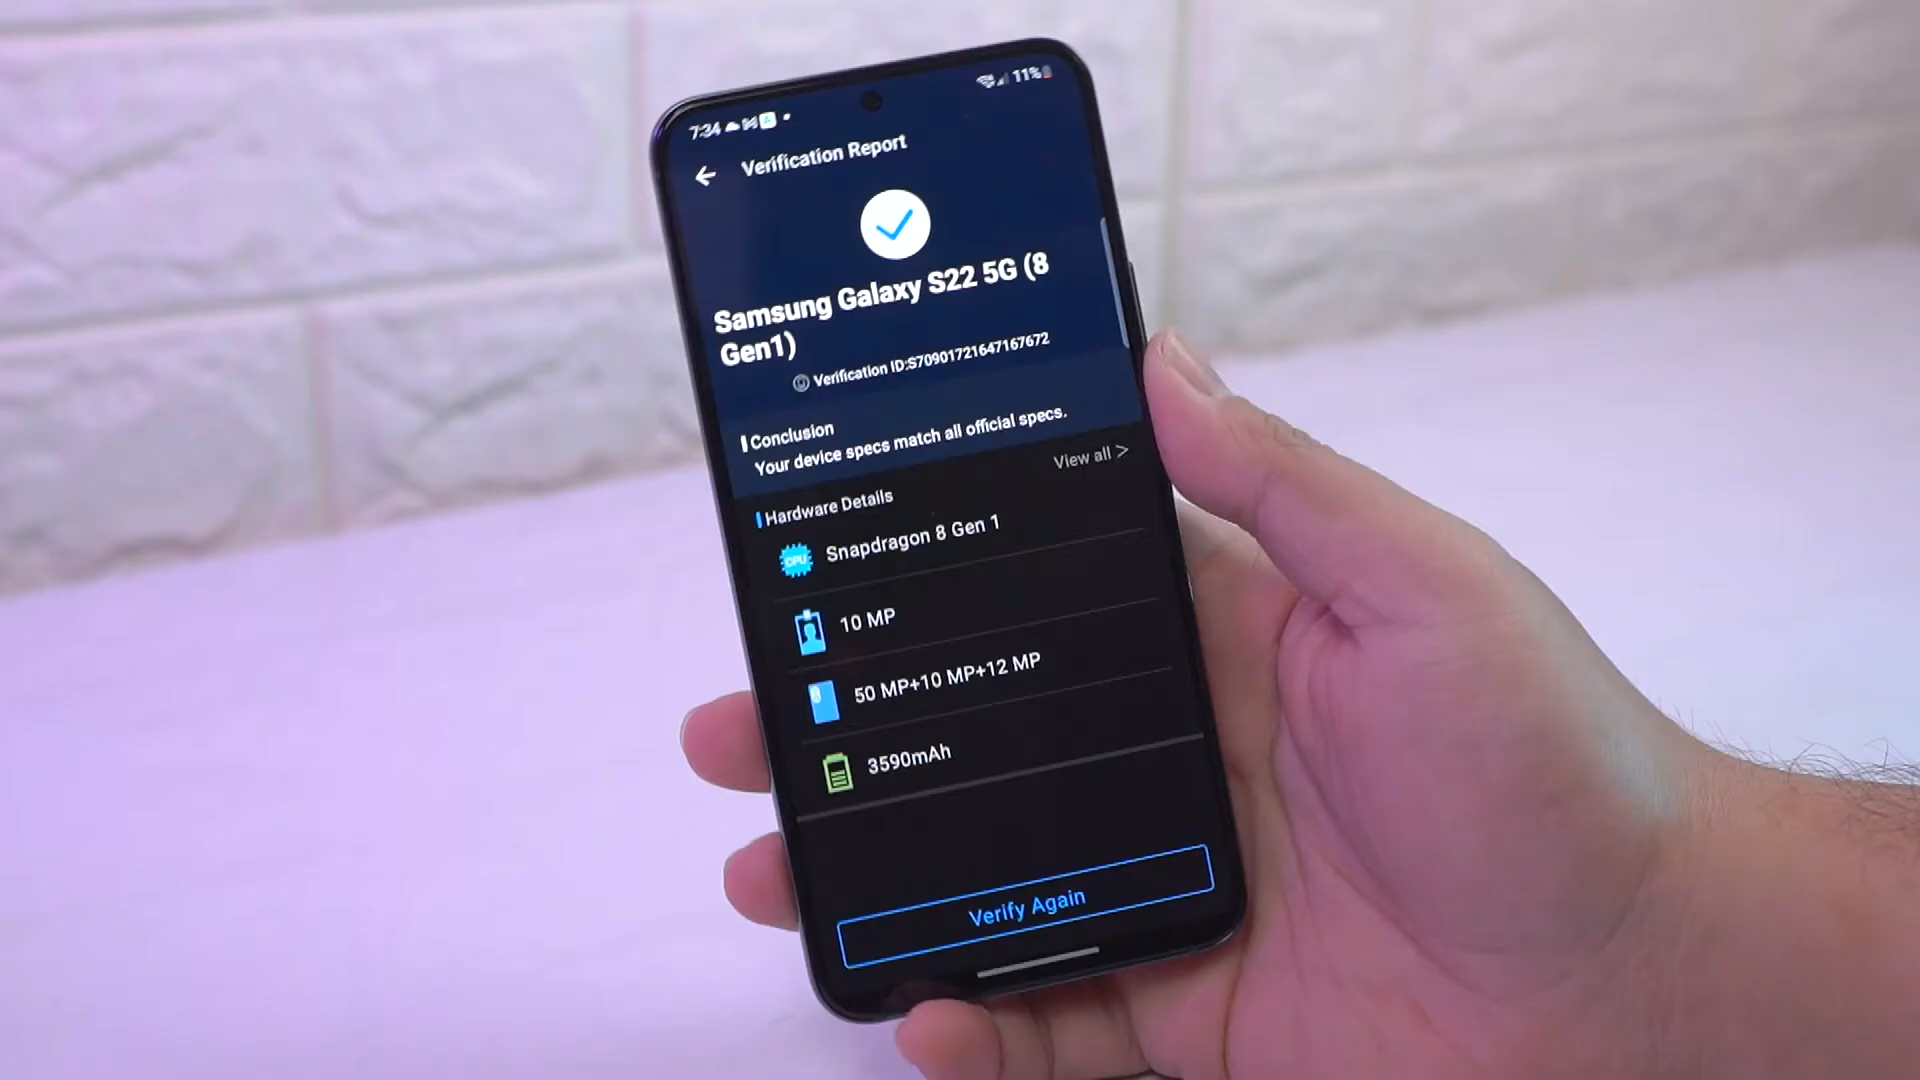 7:34
11%
Verification Report
Samsung Galaxy S22 5G (8
Gen1)
Verification ID:S70901721647167672
Conclusion
Your device specs match all official specs.
View all >
Hardware Details
CPU
Snapdragon 8 Gen 1
10 MP
50 MP+10 MP+12 MP
3590mAh
Verify Again